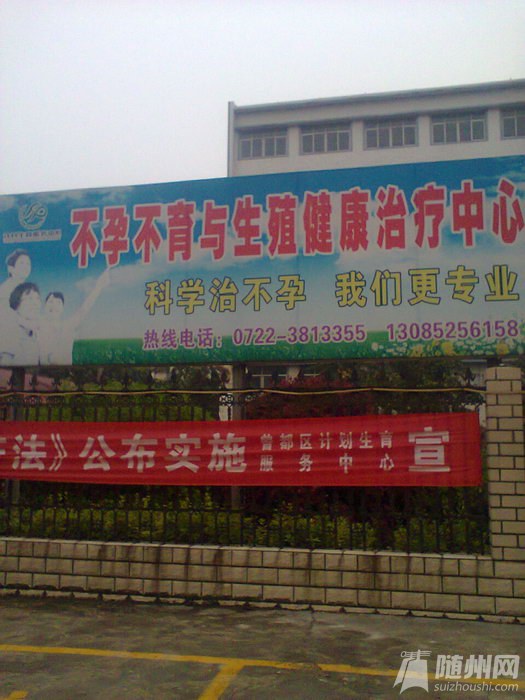 不孕不育与生殖健康治疗中心
科学治不孕 我们更专业
热线电话：0722-3813355 13085256158
法》公布实施
曾都区计划生育
服务中心
宣
随州网
suizhoushi.com